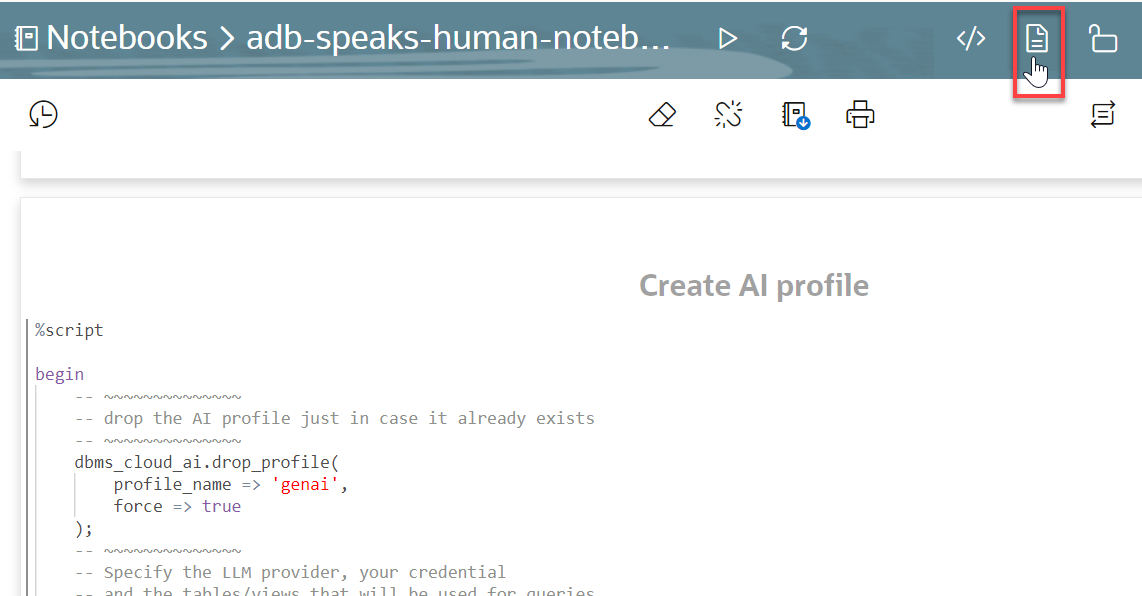 Notebooks > adb-speaks-human-noteb...
</>
Create AI profile
%script
begin
-- ~~~~~~~~~~~~~~
-- drop the AI profile just in case it already exists
-- ~~~~~~~~~~~~~~
dbms_cloud_ai.drop_profile(
profile_name => 'genai',
force => true
);
-- ~~~~~~~~~~~~~~
-- Specify the LLM provider, your credential
-- and the tables/views that will be used for queries